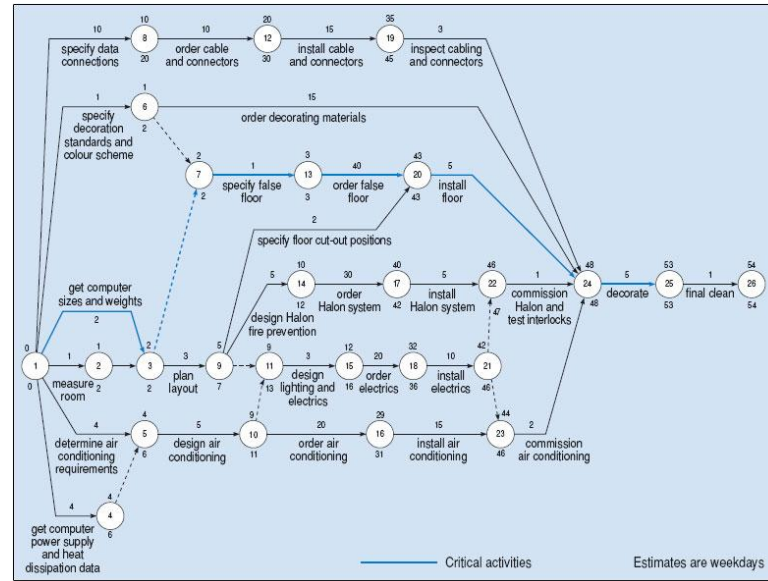 10 10 20 35
10 8 10 12 15 19 3
specify data order cable install cable inspect cabling
connections 20 and connectors 30 and connectors 45 and connectors
1
1 6 15
specify 2 order decorating materials
decoration
standards and
colour scheme
2 3 43
7 1 13 40 20 5
2 specify false 3 order false 43 install
floor floor floor
2
specify floor cut-out positions
get computer
sizes and weights
2
10 40 46 48 53 54
5 14 30 17 5 22 1 24 5 25 1 26
design Halon 12 order 42 install 47 commission 48 decorate 53 final clean 54
fire prevention Halon system Halon system Halon and
test interlocks
0 1 2 5 9 12 32 42
1 1 2 3 3 9 11 3 15 20 18 10 21
0 measure 2 2 plan 7 13 design 16 order 36 install 46
room layout lighting and electrics electrics
electrics
4 9 29 44
4 5 5 10 20 16 15 23 2
determine air 6 design air 11 order air 31 install air 46 commission
conditioning conditioning conditioning conditioning air conditioning
requirements
4
4 4
get computer 6
power supply
and heat
dissipation data
Critical activities Estimates are weekdays